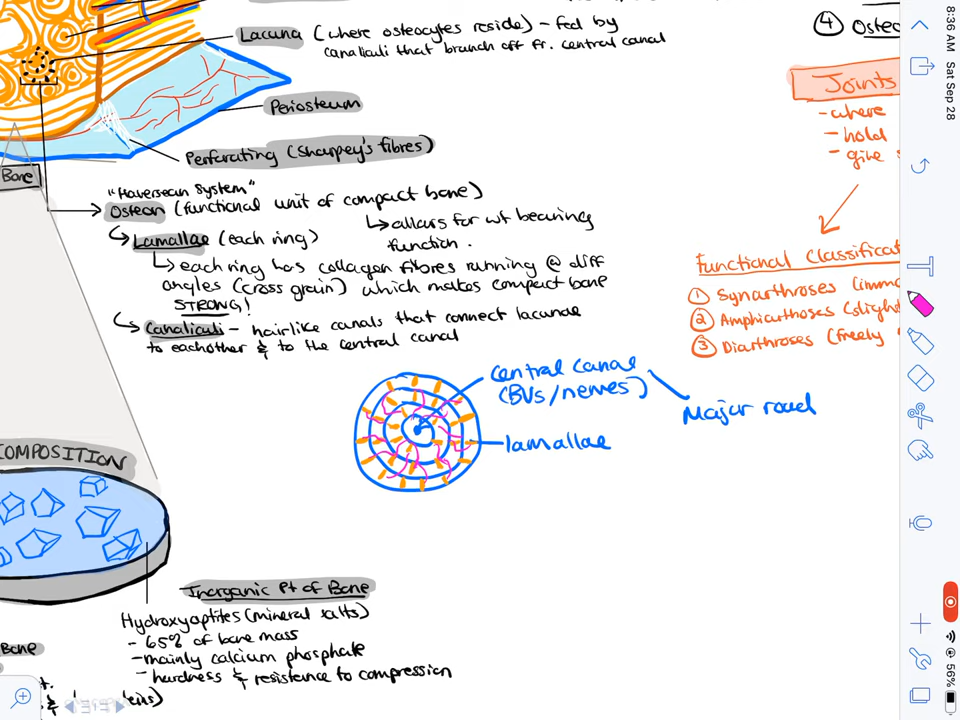 Lacuna (where osteocytes reside) - fed by
canaliculi that branch off fr. central canal
Periosteum
Perforating (Sharpey's fibres)
Bone
"Haversean System"
Osteon (functional unit of compact bone)
↳ allows for wt bearing
function.
↳ Lamallae (each ring)
↳ each ring has collagen fibres running @ diff
angles (cross grain) which makes compact bone
STRONG!
↳ Canaliculi - hairlike canals that connect lacunae
to eachother & to the central canal
central canal
(BVs/nerves)
Major road
lamallae
COMPOSITION
Inorganic Pt of Bone
Hydroxyaptites (mineral salts)
- 65% of bone mass
- mainly calcium phosphate
- hardness & resistance to compression
Bone
④ Osteo
Joints
- where
- hold
- give
Functional Classificat
① Synarthroses (imm
② Amphiarthoses (slight
③ Diarthroses (freely
8:36 AM Sat Sep 28
56%
T